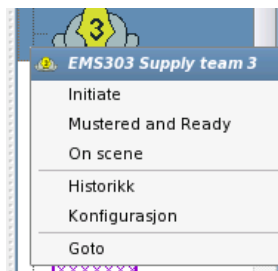 3
EMS303 Supply team 3
Initiate
Mustered and Ready
On scene
Historikk
Konfigurasjon
Goto